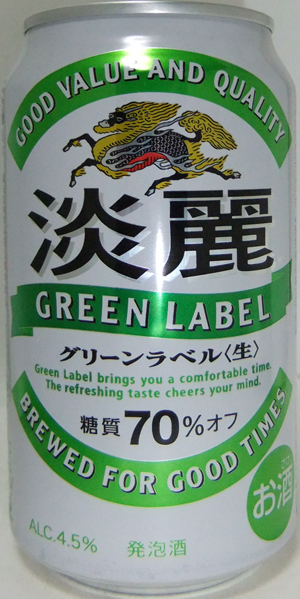 GOOD VALUE AND QUALITY
淡麗
GREEN LABEL
グリーンラベル〈生〉
Green Label brings you a comfortable time.
The refreshing taste cheers your mind.
糖質70%オフ
BREWED FOR GOOD TIMES
お酒
ALC.4.5%
発泡酒